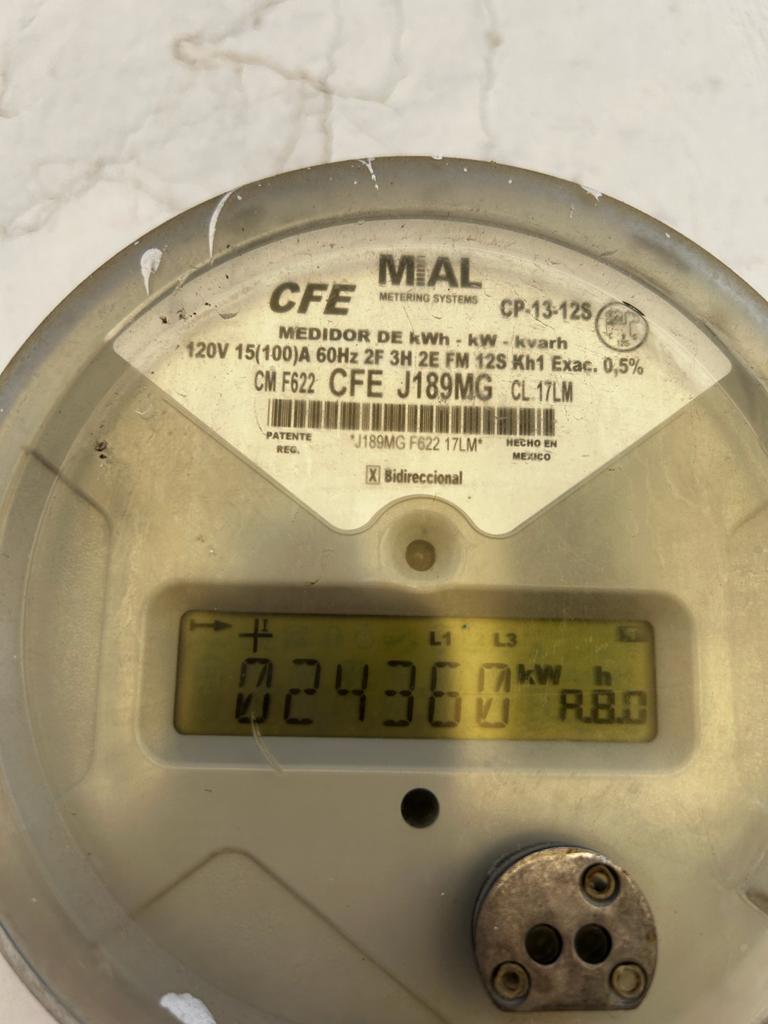 MIAL
METERING SYSTEMS
CFE
CP-13-12S
MEDIDOR DE kWh - kW - kvarh
120V 15(100)A 60Hz 2F 3H 2E FM 12S Kh1 Exac. 0,5%
CM F622 CFE J189MG CL 17LM
PATENTE REG.
*J189MG F622 17LM*
HECHO EN MEXICO
X Bidireccional
I
L1 L3
024360 kW h A.B.C